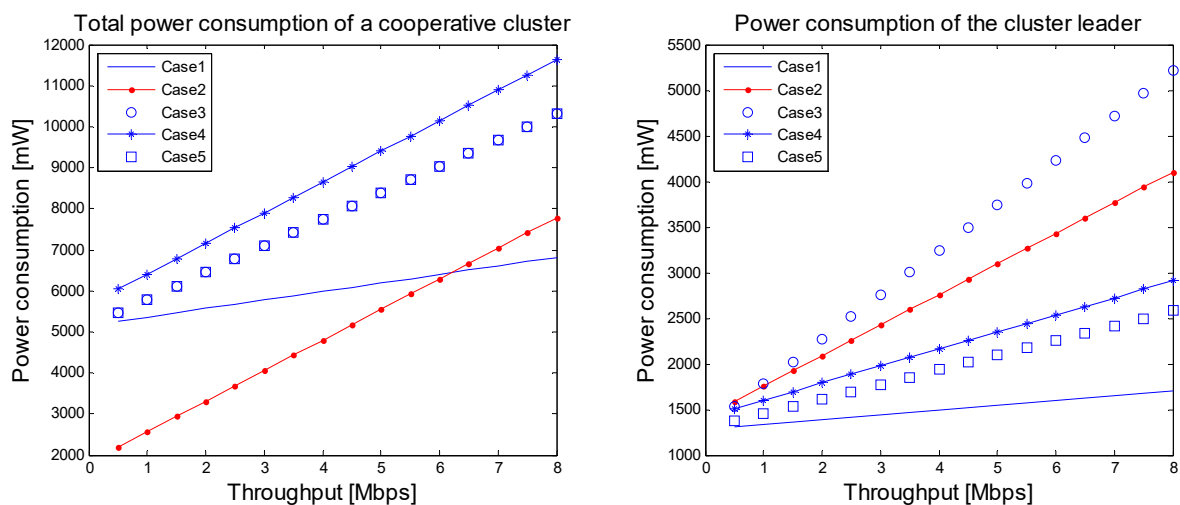 Total power consumption of a cooperative cluster
12000
11000
10000
9000
8000
7000
6000
5000
4000
3000
2000
Power consumption [mW]
Case1
Case2
Case3
Case4
Case5
0 1 2 3 4 5 6 7 8
Throughput [Mbps]
Power consumption of the cluster leader
5500
5000
4500
4000
3500
3000
2500
2000
1500
1000
Power consumption [mW]
Case1
Case2
Case3
Case4
Case5
0 1 2 3 4 5 6 7 8
Throughput [Mbps]